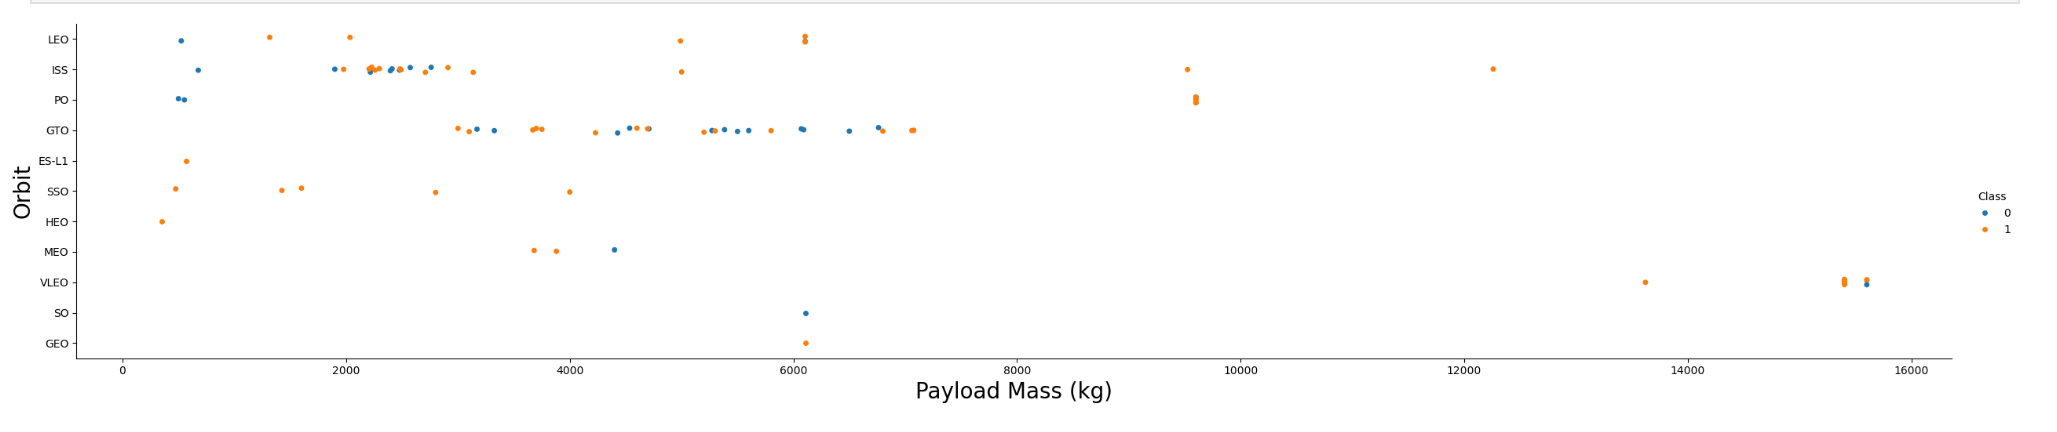 LEO
ISS
PO
GTO
ES-L1
SSO
HEO
MEO
VLEO
SO
GEO
Orbit
0 2000 4000 6000 8000 10000 12000 14000 16000
Payload Mass (kg)
Class
0
1